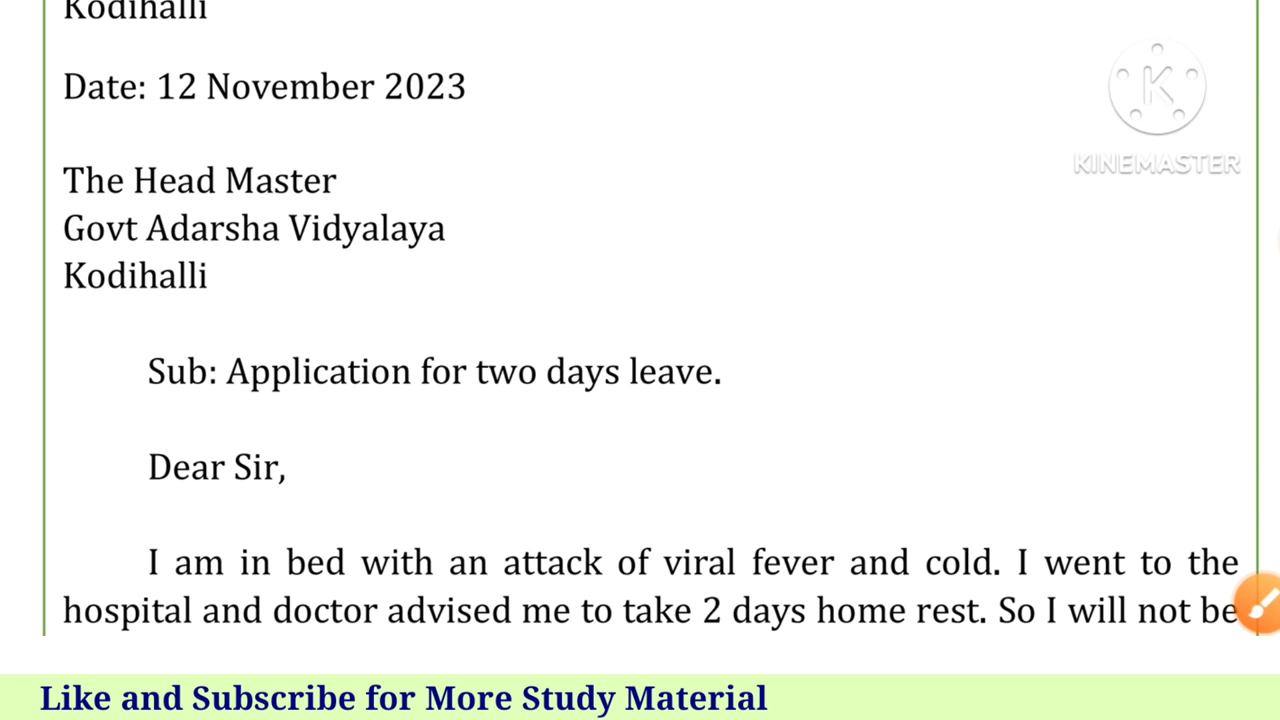 Kodihalli
Date: 12 November 2023
K
KINEMASTER
The Head Master
Govt Adarsha Vidyalaya
Kodihalli
Sub: Application for two days leave.
Dear Sir,
I am in bed with an attack of viral fever and cold. I went to the
hospital and doctor advised me to take 2 days home rest. So I will not be
Like and Subscribe for More Study Material